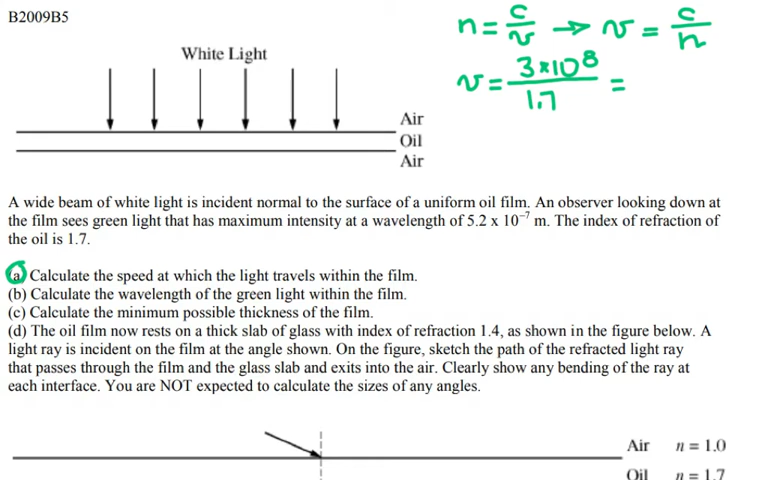 B2009B5
n = c/v → v = c/n
v = 3×10⁸/1.7 =
White Light
Air
Oil
Air
A wide beam of white light is incident normal to the surface of a uniform oil film. An observer looking down at
the film sees green light that has maximum intensity at a wavelength of 5.2 x 10⁻⁷ m. The index of refraction of
the oil is 1.7.
(a) Calculate the speed at which the light travels within the film.
(b) Calculate the wavelength of the green light within the film.
(c) Calculate the minimum possible thickness of the film.
(d) The oil film now rests on a thick slab of glass with index of refraction 1.4, as shown in the figure below. A
light ray is incident on the film at the angle shown. On the figure, sketch the path of the refracted light ray
that passes through the film and the glass slab and exits into the air. Clearly show any bending of the ray at
each interface. You are NOT expected to calculate the sizes of any angles.
Air n = 1.0
Oil n = 1.7